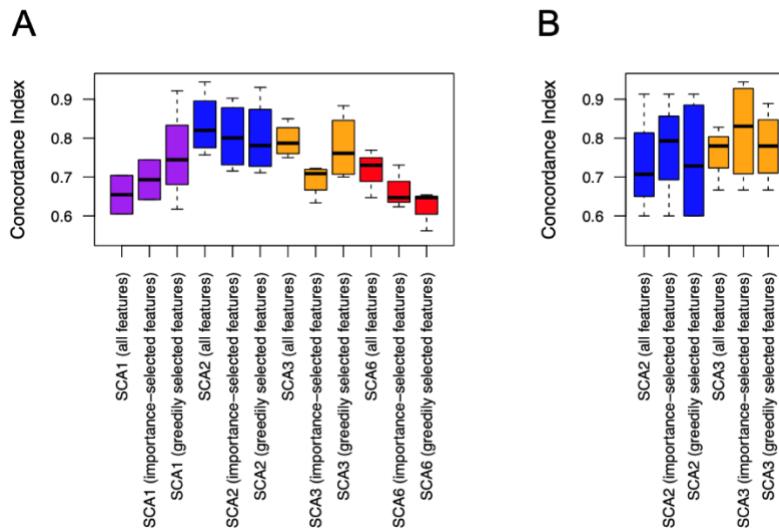 A
Concordance Index
0.9
0.8
0.7
0.6
SCA1 (all features)
SCA1 (importance-selected features)
SCA1 (greedily selected features)
SCA2 (all features)
SCA2 (importance-selected features)
SCA2 (greedily selected features)
SCA3 (all features)
SCA3 (importance-selected features)
SCA3 (greedily selected features)
SCA6 (all features)
SCA6 (importance-selected features)
SCA6 (greedily selected features)
B
Concordance Index
0.9
0.8
0.7
0.6
SCA2 (all features)
SCA2 (importance-selected features)
SCA2 (greedily selected features)
SCA3 (all features)
SCA3 (importance-selected features)
SCA3 (greedily selected features)